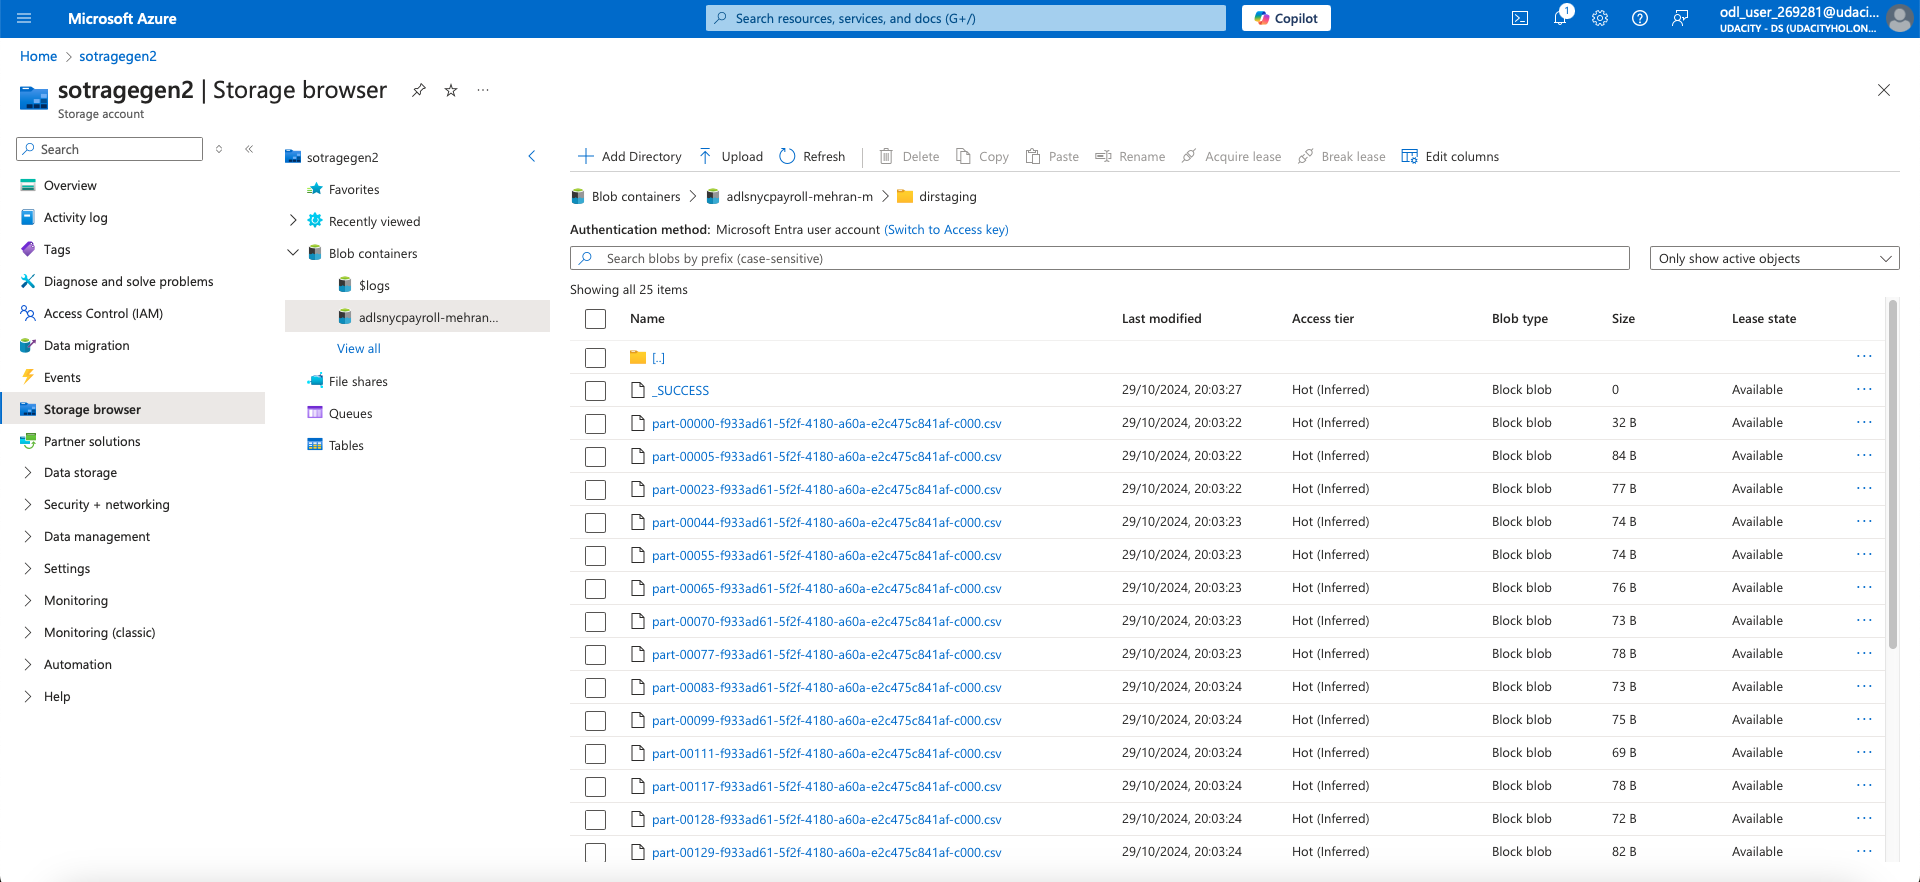 Microsoft Azure
Search resources, services, and docs (G+/)
Copilot
1
odl_user_269281@udaci...
UDACITY - DS (UDACITYHOL.ON...
Home > sotragegen2
sotragegen2 | Storage browser
Storage account
Search
Overview
Activity log
Tags
Diagnose and solve problems
Access Control (IAM)
Data migration
Events
Storage browser
Partner solutions
Data storage
Security + networking
Data management
Settings
Monitoring
Monitoring (classic)
Automation
Help
sotragegen2
Favorites
Recently viewed
Blob containers
$logs
adlsnycpayroll-mehran...
View all
File shares
Queues
Tables
Add Directory Upload Refresh Delete Copy Paste Rename Acquire lease Break lease Edit columns
Blob containers > adlsnycpayroll-mehran-m > dirstaging
Authentication method: Microsoft Entra user account (Switch to Access key)
Search blobs by prefix (case-sensitive)
Only show active objects
Showing all 25 items
Name Last modified Access tier Blob type Size Lease state
[..]
_SUCCESS 29/10/2024, 20:03:27 Hot (Inferred) Block blob 0 Available
part-00000-f933ad61-5f2f-4180-a60a-e2c475c841af-c000.csv 29/10/2024, 20:03:22 Hot (Inferred) Block blob 32 B Available
part-00005-f933ad61-5f2f-4180-a60a-e2c475c841af-c000.csv 29/10/2024, 20:03:22 Hot (Inferred) Block blob 84 B Available
part-00023-f933ad61-5f2f-4180-a60a-e2c475c841af-c000.csv 29/10/2024, 20:03:22 Hot (Inferred) Block blob 77 B Available
part-00044-f933ad61-5f2f-4180-a60a-e2c475c841af-c000.csv 29/10/2024, 20:03:23 Hot (Inferred) Block blob 74 B Available
part-00055-f933ad61-5f2f-4180-a60a-e2c475c841af-c000.csv 29/10/2024, 20:03:23 Hot (Inferred) Block blob 74 B Available
part-00065-f933ad61-5f2f-4180-a60a-e2c475c841af-c000.csv 29/10/2024, 20:03:23 Hot (Inferred) Block blob 76 B Available
part-00070-f933ad61-5f2f-4180-a60a-e2c475c841af-c000.csv 29/10/2024, 20:03:23 Hot (Inferred) Block blob 73 B Available
part-00077-f933ad61-5f2f-4180-a60a-e2c475c841af-c000.csv 29/10/2024, 20:03:23 Hot (Inferred) Block blob 78 B Available
part-00083-f933ad61-5f2f-4180-a60a-e2c475c841af-c000.csv 29/10/2024, 20:03:24 Hot (Inferred) Block blob 73 B Available
part-00099-f933ad61-5f2f-4180-a60a-e2c475c841af-c000.csv 29/10/2024, 20:03:24 Hot (Inferred) Block blob 75 B Available
part-00111-f933ad61-5f2f-4180-a60a-e2c475c841af-c000.csv 29/10/2024, 20:03:24 Hot (Inferred) Block blob 69 B Available
part-00117-f933ad61-5f2f-4180-a60a-e2c475c841af-c000.csv 29/10/2024, 20:03:24 Hot (Inferred) Block blob 78 B Available
part-00128-f933ad61-5f2f-4180-a60a-e2c475c841af-c000.csv 29/10/2024, 20:03:24 Hot (Inferred) Block blob 72 B Available
part-00129-f933ad61-5f2f-4180-a60a-e2c475c841af-c000.csv 29/10/2024, 20:03:24 Hot (Inferred) Block blob 82 B Available